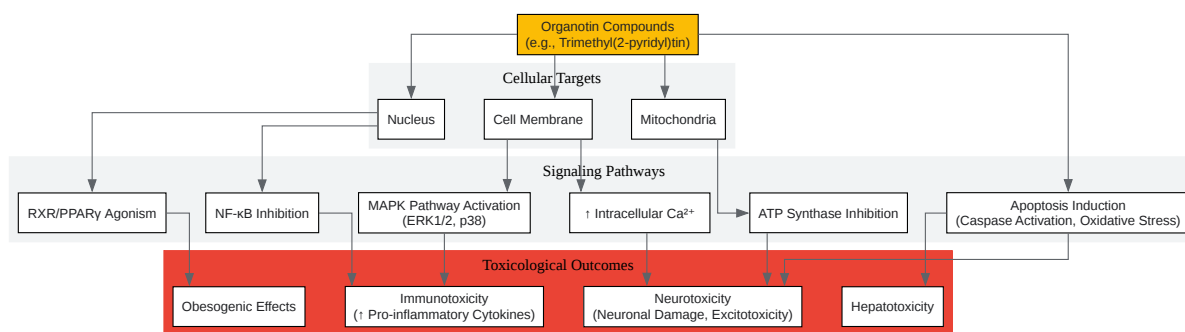 Organotin Compounds
(e.g., Trimethyl(2-pyridyl)tin)
Cellular Targets
Nucleus
Cell Membrane
Mitochondria
Signaling Pathways
RXR/PPARγ Agonism
NF-κB Inhibition
MAPK Pathway Activation
(ERK1/2, p38)
↑ Intracellular Ca²⁺
ATP Synthase Inhibition
Apoptosis Induction
(Caspase Activation, Oxidative Stress)
Toxicological Outcomes
Obesogenic Effects
Immunotoxicity
(↑ Pro-inflammatory Cytokines)
Neurotoxicity
(Neuronal Damage, Excitotoxicity)
Hepatotoxicity